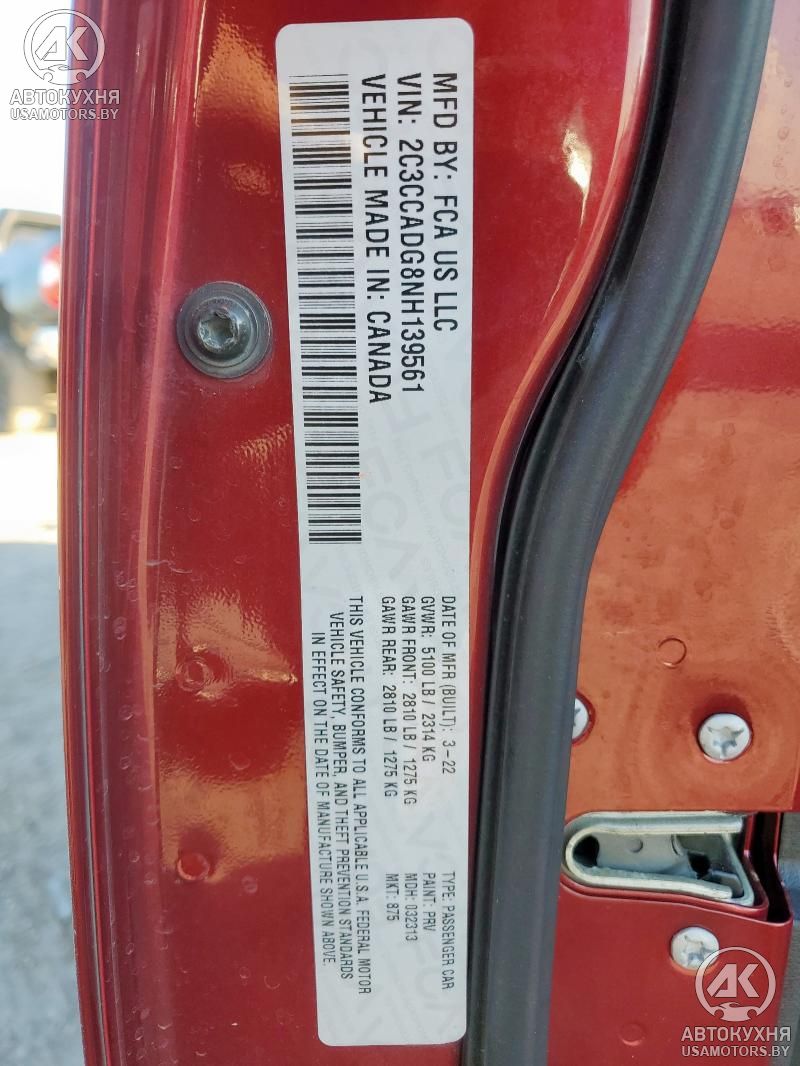 АВТОКУХНЯ
USAMOTORS.BY
MFD BY: FCA US LLC
VIN: 2C3CCADG8NH139561
VEHICLE MADE IN: CANADA
DATE OF MFR (BUILT): 3-22
GVWR: 5100 LB / 2314 KG
GAWR FRONT: 2810 LB / 1275 KG
GAWR REAR: 2810 LB / 1275 KG
THIS VEHICLE CONFORMS TO ALL APPLICABLE U.S.A. FEDERAL MOTOR
VEHICLE SAFETY, BUMPER, AND THEFT PREVENTION STANDARDS
IN EFFECT ON THE DATE OF MANUFACTURE SHOWN ABOVE.
TYPE: PASSENGER CAR
PAINT: PRV
MDH: 032313
MKT: 875
АВТОКУХНЯ
USAMOTORS.BY